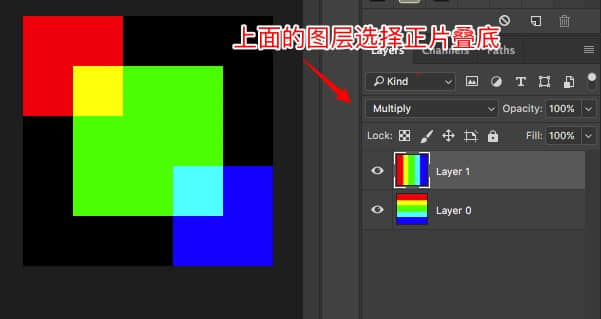 上面的图层选择正片叠底
Layers Channels Paths
Kind
Multiply Opacity: 100%
Lock: Fill: 100%
Layer 1
Layer 0